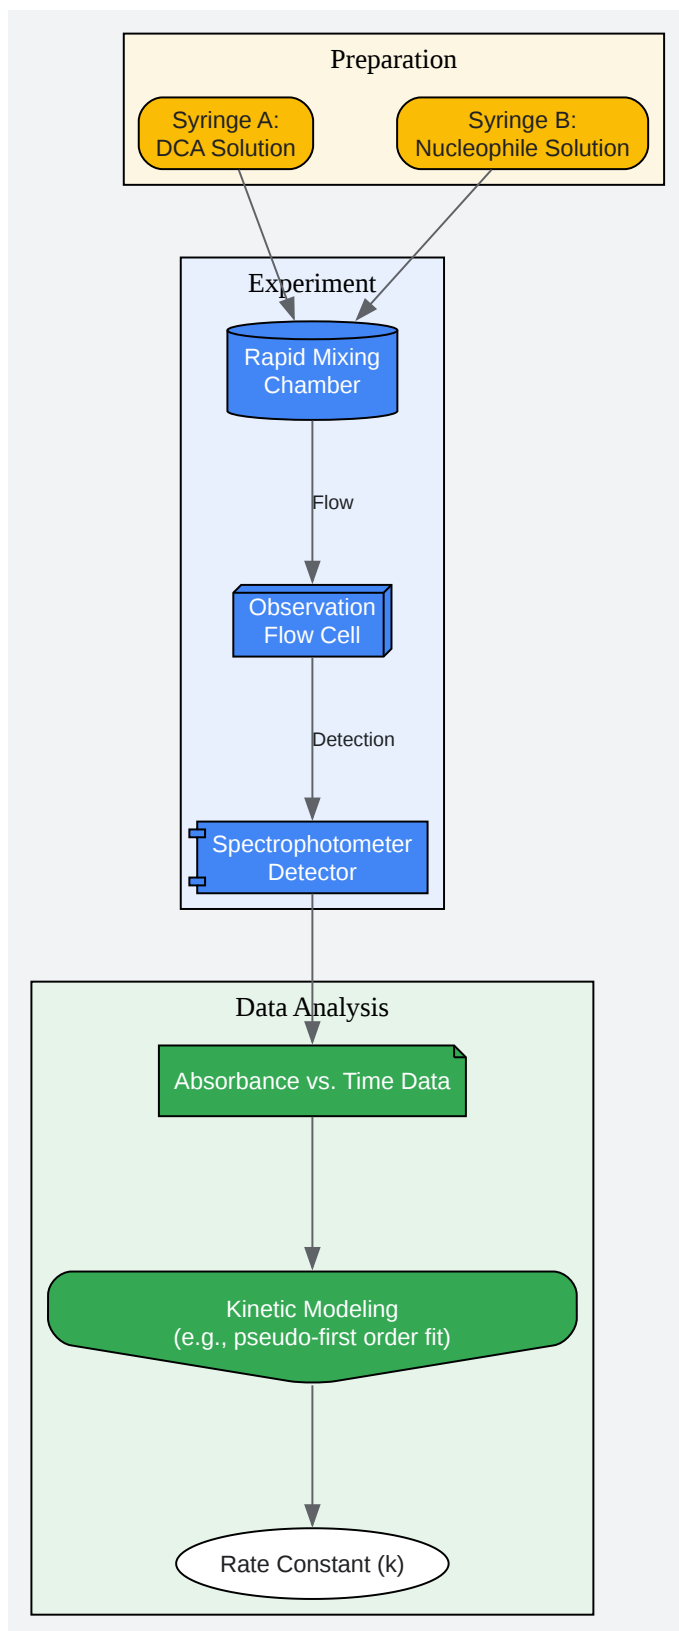 Preparation
Syringe A:
DCA Solution
Syringe B:
Nucleophile Solution
Experiment
Rapid Mixing
Chamber
Flow
Observation
Flow Cell
Detection
Spectrophotometer
Detector
Data Analysis
Absorbance vs. Time Data
Kinetic Modeling
(e.g., pseudo-first order fit)
Rate Constant (k)